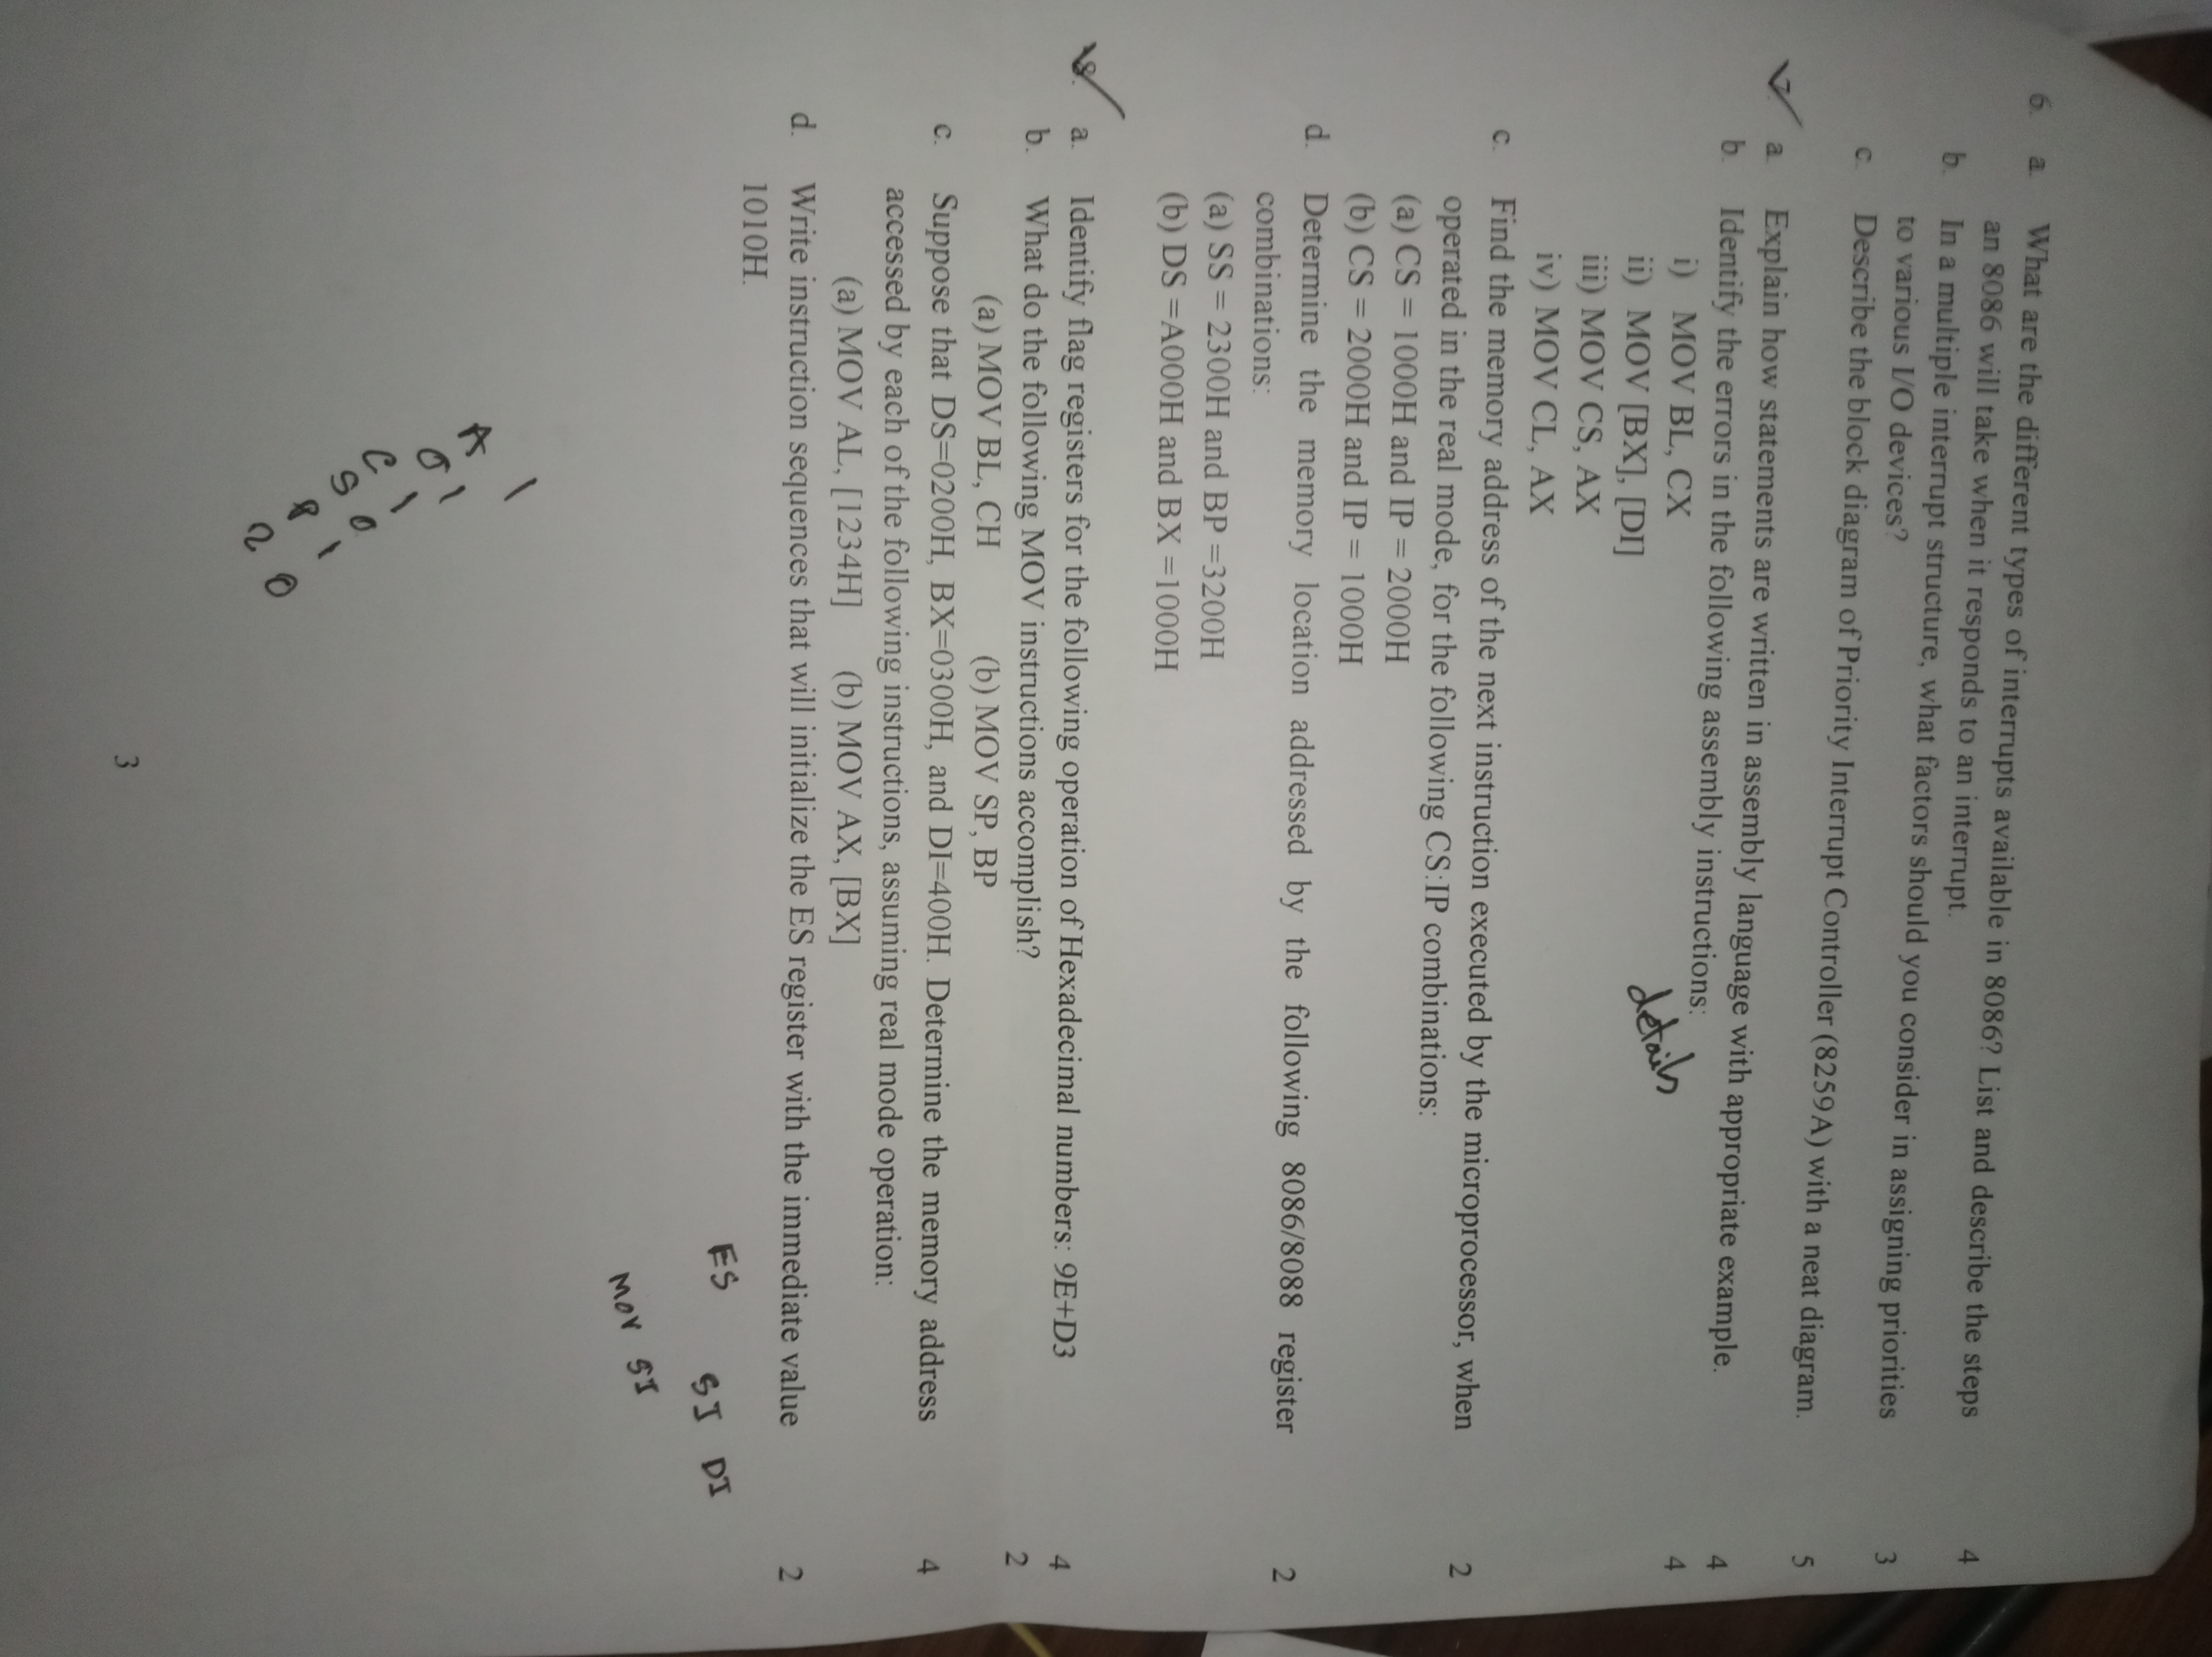 6. a. What are the different types of interrupts available in 8086? List and describe the steps 4
an 8086 will take when it responds to an interrupt.
b. In a multiple interrupt structure, what factors should you consider in assigning priorities 3
to various I/O devices?
c. Describe the block diagram of Priority Interrupt Controller (8259A) with a neat diagram. 5
7. a. Explain how statements are written in assembly language with appropriate example. 4
b. Identify the errors in the following assembly instructions: 4
details
i) MOV BL, CX
ii) MOV [BX], [DI]
iii) MOV CS, AX
iv) MOV CL, AX
c. Find the memory address of the next instruction executed by the microprocessor, when 2
operated in the real mode, for the following CS:IP combinations:
(a) CS = 1000H and IP = 2000H
(b) CS = 2000H and IP = 1000H
d. Determine the memory location addressed by the following 8086/8088 register 2
combinations:
(a) SS = 2300H and BP =3200H
(b) DS =A000H and BX =1000H
8. a. Identify flag registers for the following operation of Hexadecimal numbers: 9E+D3 4
b. What do the following MOV instructions accomplish? 2
(a) MOV BL, CH (b) MOV SP, BP
c. Suppose that DS=0200H, BX=0300H, and DI=400H. Determine the memory address 4
accessed by each of the following instructions, assuming real mode operation:
(a) MOV AL, [1234H] (b) MOV AX, [BX]
d. Write instruction sequences that will initialize the ES register with the immediate value 2
1010H.
ES SI DI
MOV SI
A O C S P 2
1 1 1 0 1 0
3